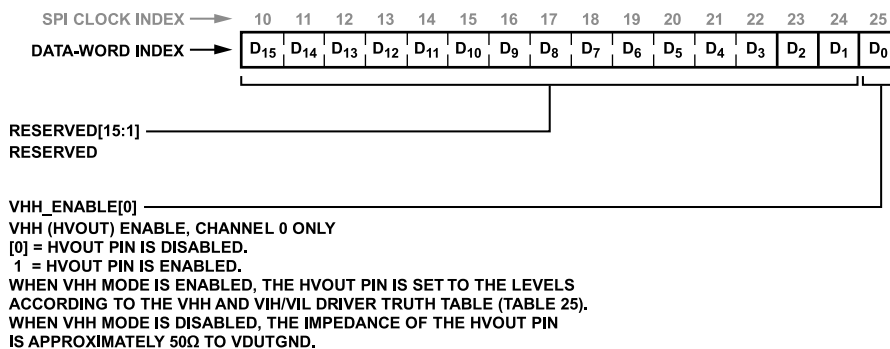 SPI CLOCK INDEX 10 11 12 13 14 15 16 17 18 19 20 21 22 23 24 25
DATA-WORD INDEX D15 D14 D13 D12 D11 D10 D9 D8 D7 D6 D5 D4 D3 D2 D1 D0
RESERVED[15:1]
RESERVED
VHH_ENABLE[0]
VHH (HVOUT) ENABLE, CHANNEL 0 ONLY
[0] = HVOUT PIN IS DISABLED.
1 = HVOUT PIN IS ENABLED.
WHEN VHH MODE IS ENABLED, THE HVOUT PIN IS SET TO THE LEVELS
ACCORDING TO THE VHH AND VIH/VIL DRIVER TRUTH TABLE (TABLE 25).
WHEN VHH MODE IS DISABLED, THE IMPEDANCE OF THE HVOUT PIN
IS APPROXIMATELY 50Ω TO VDUTGND.